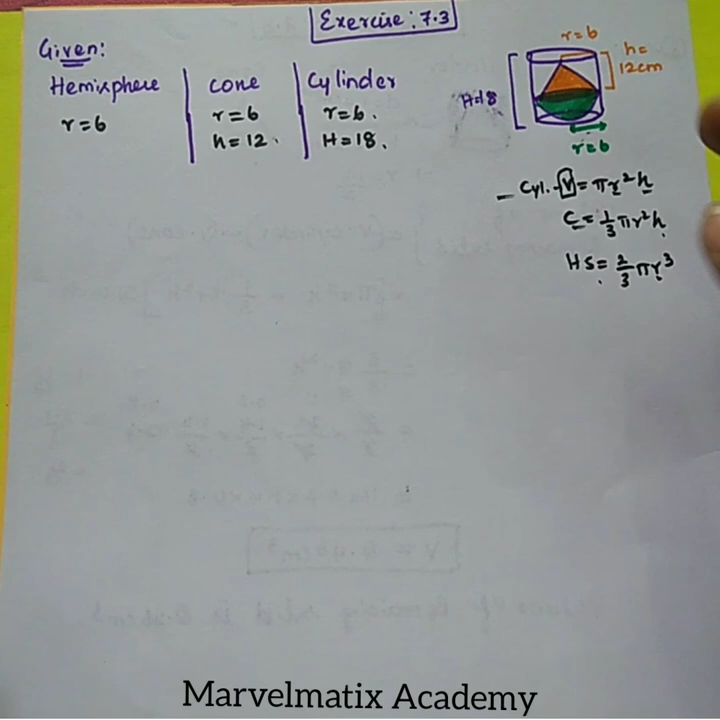 Exercise: 7.3
Given:
Hemisphere | cone | Cylinder
r=6 | r=6 | r=6.
h=12. | H=18.
r=6
h=
12cm
H=18
r=6
Cyl. V = πr²h
C = 1/3 πr²h
HS = 2/3 πr³
Marvelmatix Academy